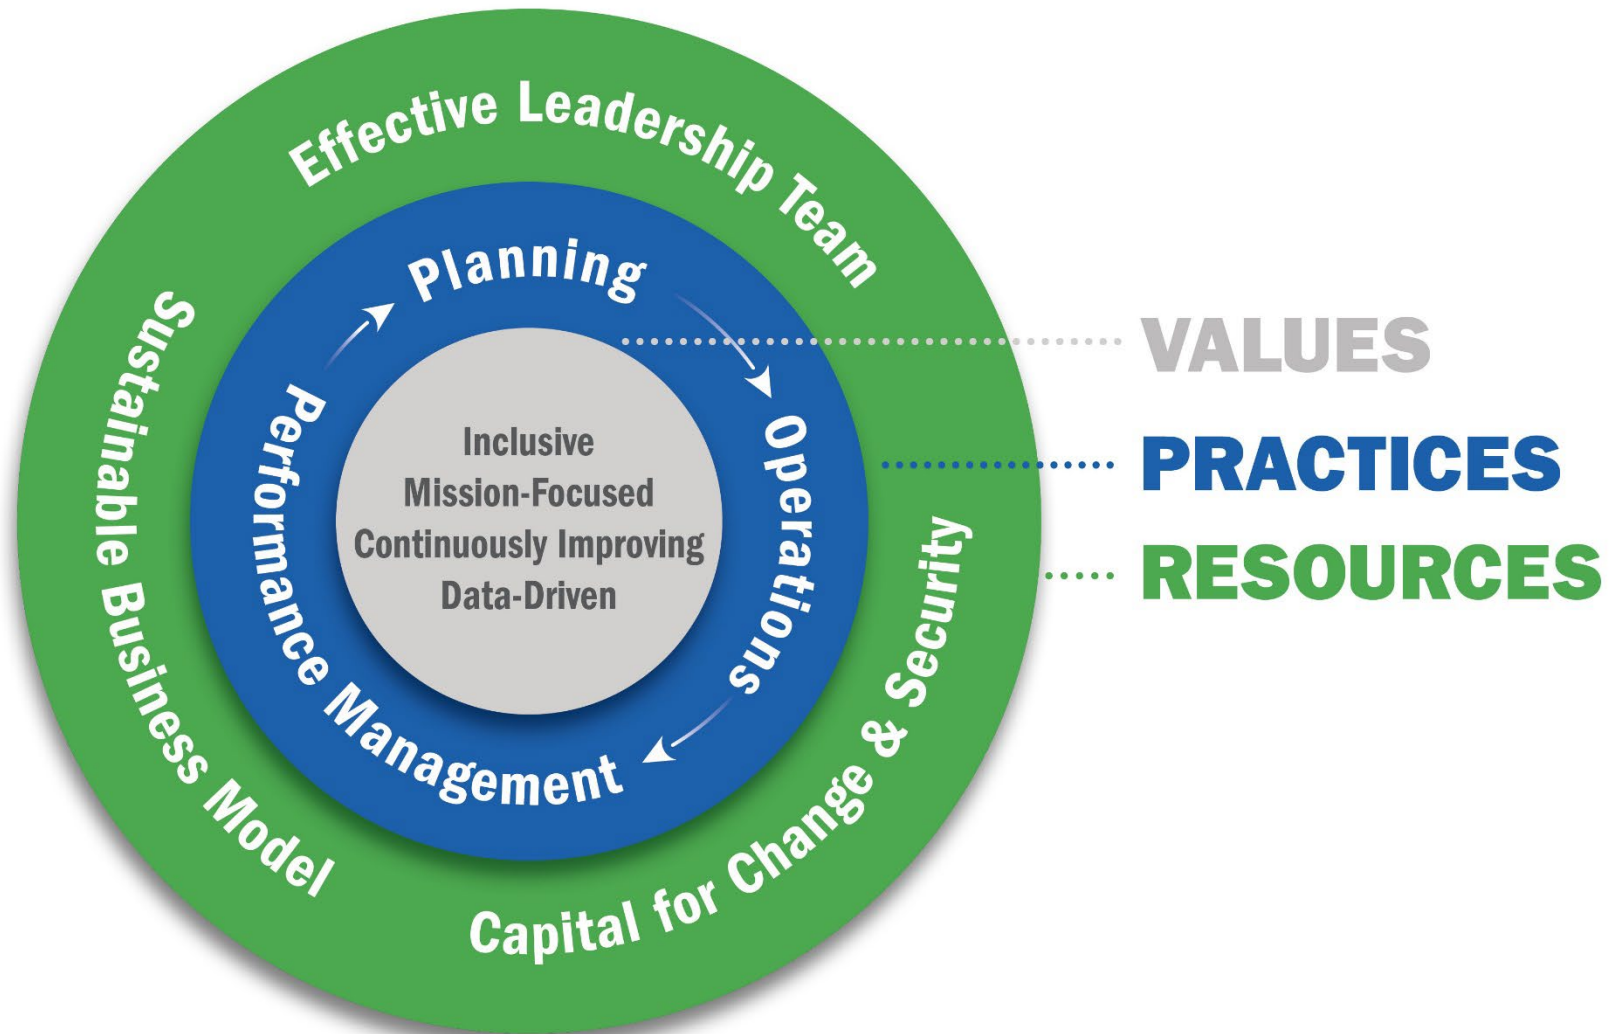 Effective Leadership Team
Sustainable Business Model
Capital for Change & Security
Planning
Operations
Performance Management
Inclusive
Mission-Focused
Continuously Improving
Data-Driven
VALUES
PRACTICES
RESOURCES